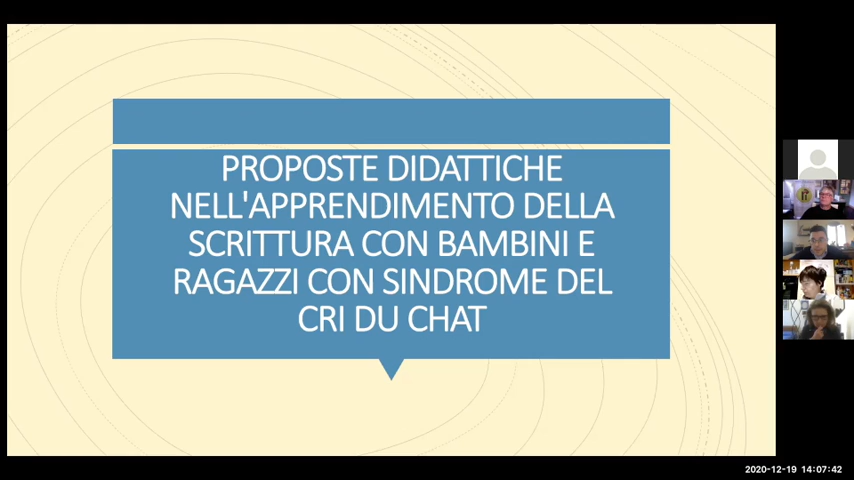 PROPOSTE DIDATTICHE
NELL'APPRENDIMENTO DELLA
SCRITTURA CON BAMBINI E
RAGAZZI CON SINDROME DEL
CRI DU CHAT
2020-12-19 14:07:42